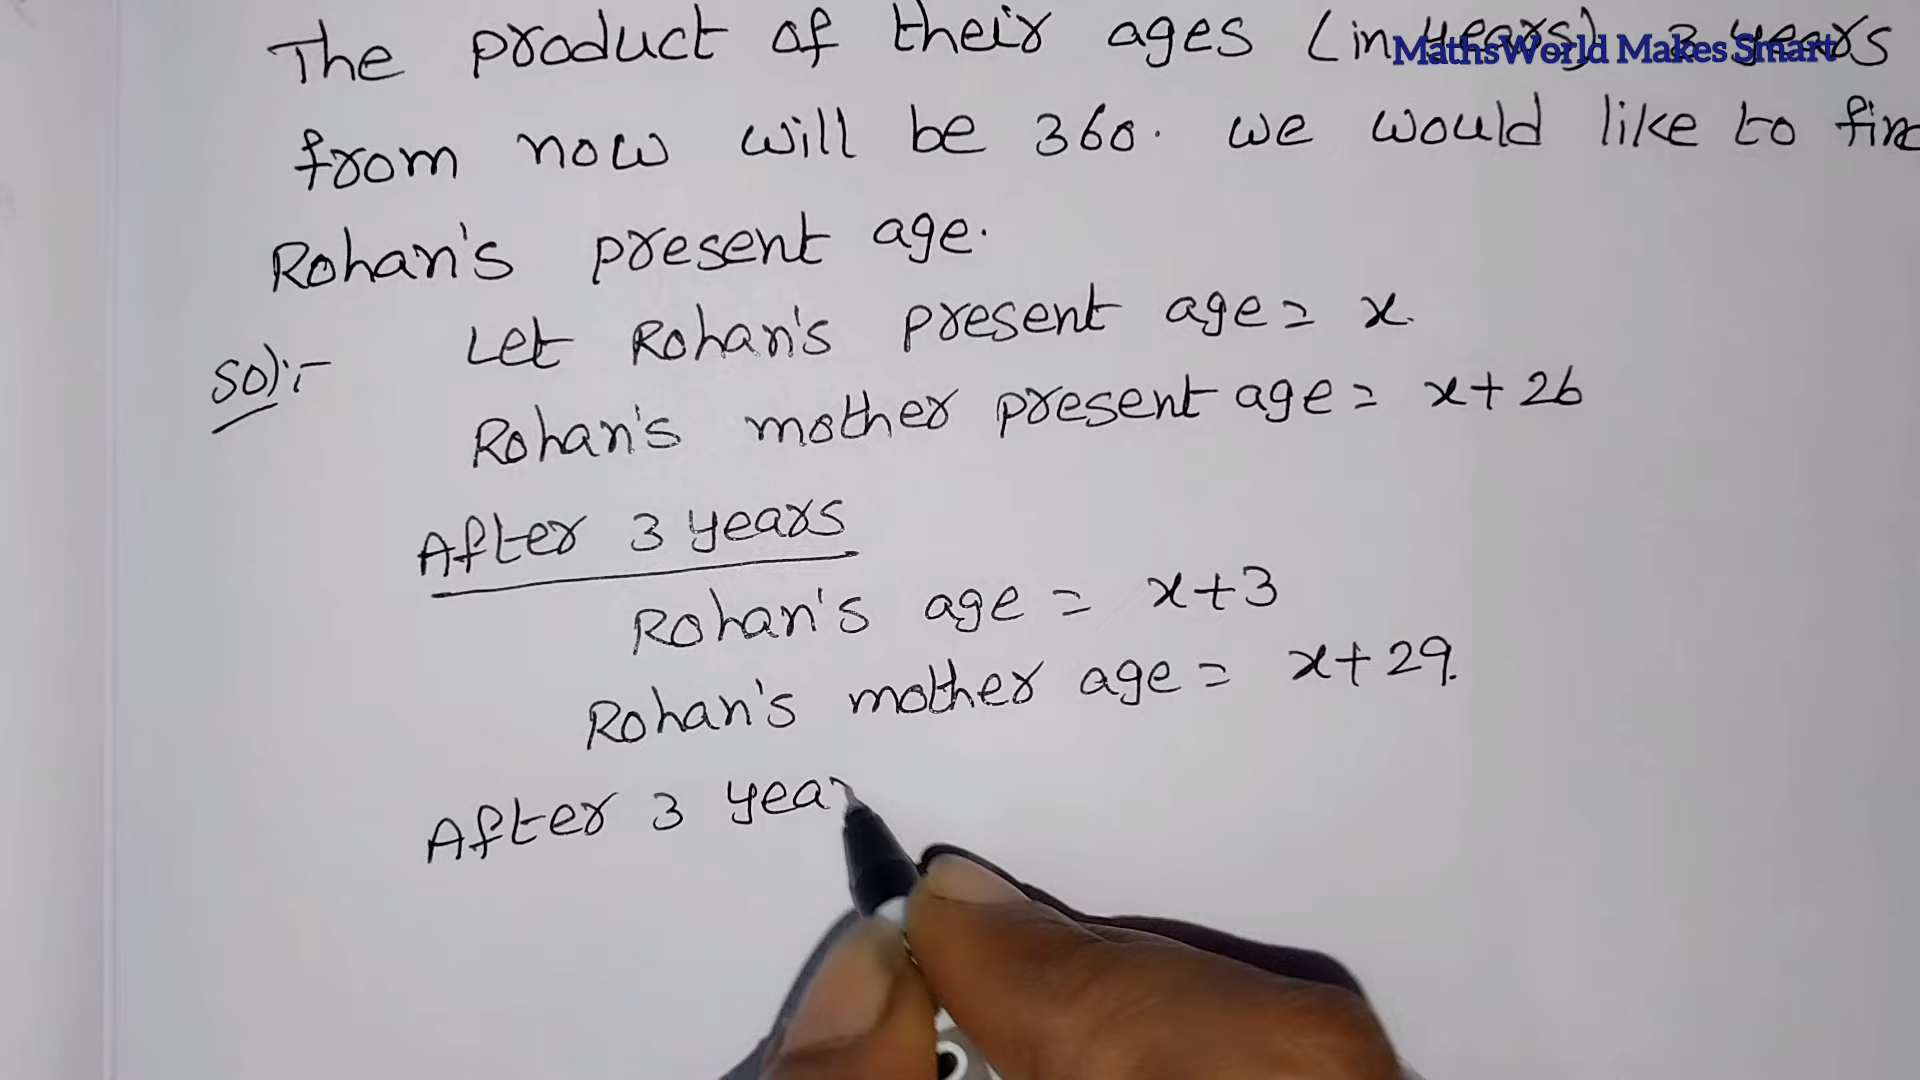 The product of their ages (in years) 3 years
MathsWorld Makes Smart
from now will be 360. we would like to
Rohan's present age.
Sol:- Let Rohan's present age = x.
Rohan's mother present age = x+26
After 3 years
Rohan's age = x+3
Rohan's mother age = x+29.
After 3 yea